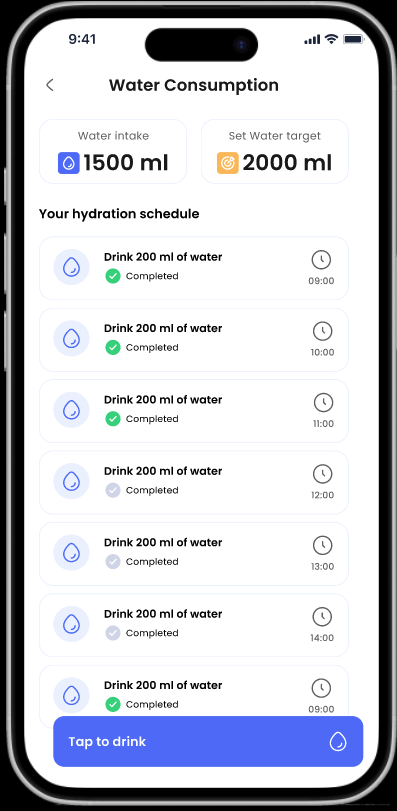 9:41
Water Consumption
Water intake
1500 ml
Set Water target
2000 ml
Your hydration schedule
Drink 200 ml of water
Completed
09:00
Drink 200 ml of water
Completed
10:00
Drink 200 ml of water
Completed
11:00
Drink 200 ml of water
Completed
12:00
Drink 200 ml of water
Completed
13:00
Drink 200 ml of water
Completed
14:00
Drink 200 ml of water
Completed
09:00
Tap to drink